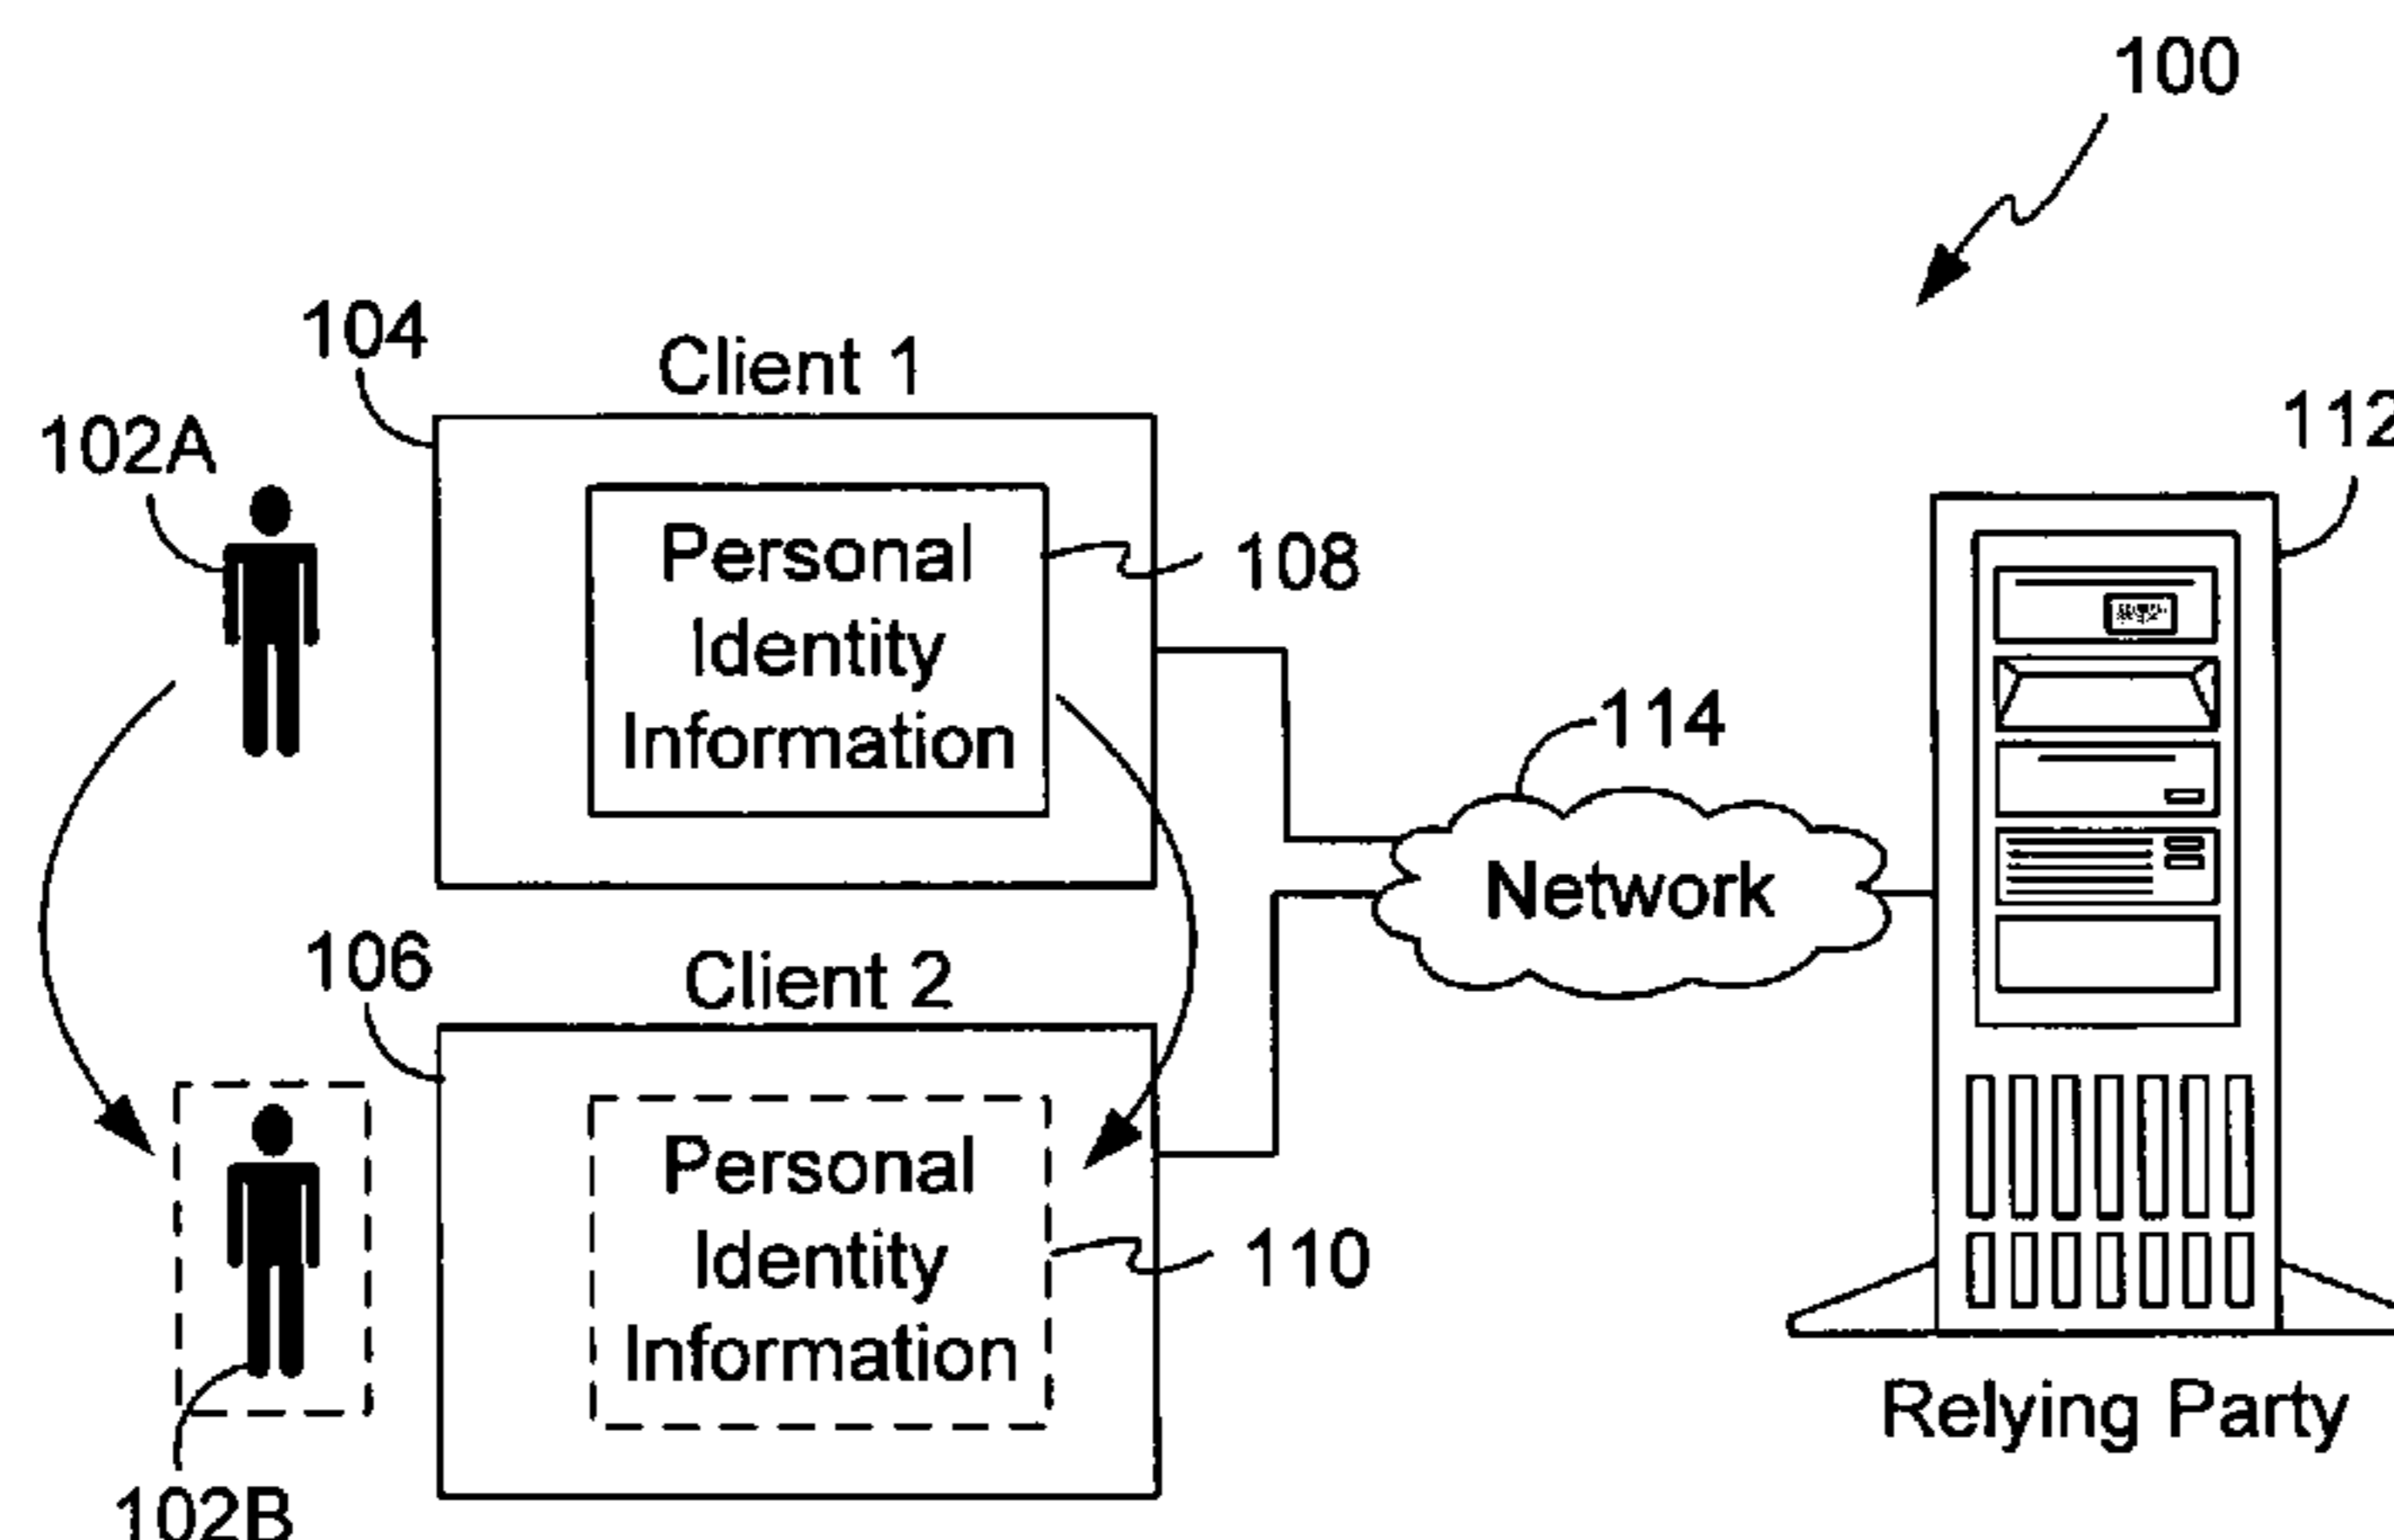 100
104
Client 1
102A
112
Personal
Identity
Information
108
114
Network
106
Client 2
Personal
Identity
Information
110
Relying Party
102B